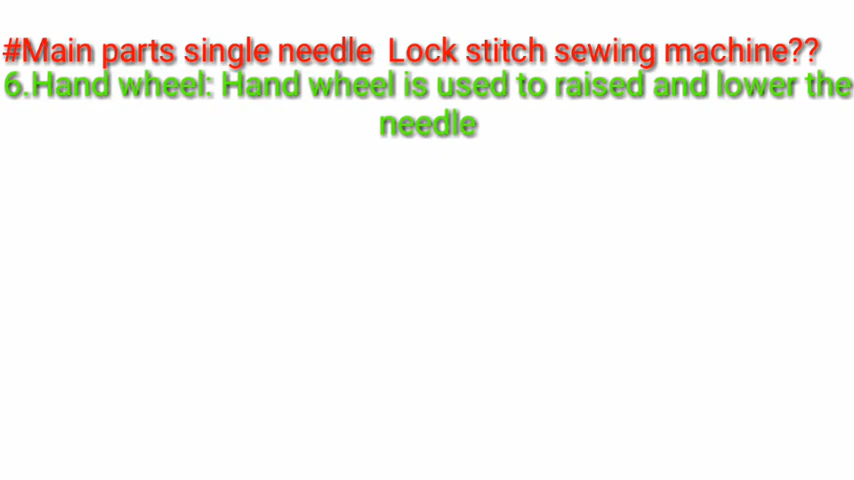 #Main parts single needle Lock stitch sewing machine??
6.Hand wheel: Hand wheel is used to raised and lower the
needle